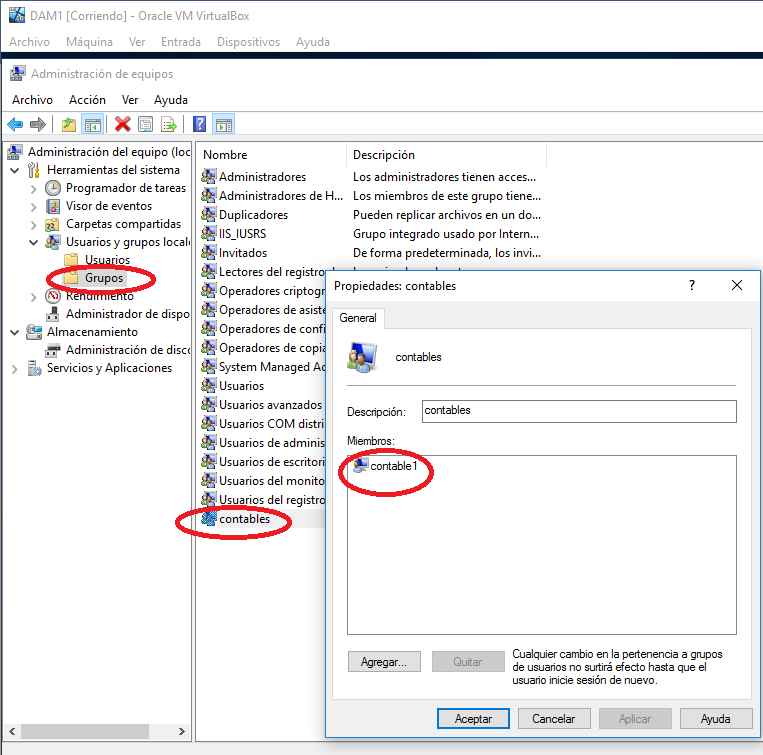 DAM1 [Corriendo] - Oracle VM VirtualBox
Archivo Máquina Ver Entrada Dispositivos Ayuda
Administración de equipos
Archivo Acción Ver Ayuda
Administración del equipo (loc
Herramientas del sistema
Programador de tareas
Visor de eventos
Carpetas compartidas
Usuarios y grupos locale
Usuarios
Grupos
Rendimiento
Administrador de dispo
Almacenamiento
Administración de disco
Servicios y Aplicaciones
Nombre Descripción
Administradores Los administradores tienen acces...
Administradores de H... Los miembros de este grupo tiene...
Duplicadores Pueden replicar archivos en un do...
IIS_IUSRS Grupo integrado usado por Intern...
Invitados De forma predeterminada, los invi...
Lectores del registro
Operadores criptogr
Operadores de asiste
Operadores de confi
Operadores de copia
System Managed Ac
Usuarios
Usuarios avanzados
Usuarios COM distri
Usuarios de adminis
Usuarios de escritori
Usuarios del monito
Usuarios del registro
contables
Propiedades: contables
General
contables
Descripción: contables
Miembros:
contable1
Agregar... Quitar
Cualquier cambio en la pertenencia a grupos
de usuarios no surtirá efecto hasta que el
usuario inicie sesión de nuevo.
Aceptar Cancelar Aplicar Ayuda